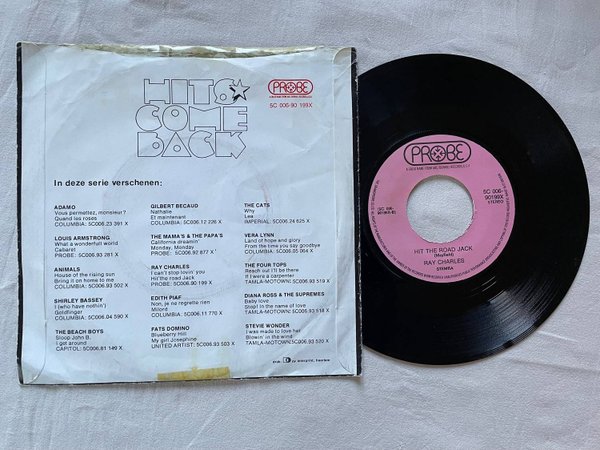 HITS
COME
BACK
PROBE
5C 006-90 199X
In deze serie verschenen:
ADAMO
Vous permettez, monsieur?
Quand les roses
COLUMBIA: 5C006.23 391 X
LOUIS ARMSTRONG
What a wonderfull world
Cabaret
PROBE: 5C006.93 281 X
ANIMALS
House of the rising sun
Bring it on home to me
COLUMBIA: 5C006.93 502 X
SHIRLEY BASSEY
I (who have nothin')
Goldfinger
COLUMBIA: 5C006.04 590 X
THE BEACH BOYS
Sloop John B.
I get around
CAPITOL: 5C006.81 149 X
GILBERT BECAUD
Nathalie
Et maintenant
COLUMBIA: 5C006.12 226 X
THE MAMA'S & THE PAPA'S
California dreamin'
Monday, Monday
PROBE: 5C006.92 877 X
RAY CHARLES
I can't stop lovin' you
Hit the road Jack
PROBE: 5C006.90 199 X
EDITH PIAF
Non, je ne regrette rien
Milord
COLUMBIA: 5C006.11 770 X
FATS DOMINO
Blueberry Hill
My girl Josephine
UNITED ARTIST: 5C006.93 503 X
THE CATS
Why
Lea
IMPERIAL: 5C006.24 625 X
VERA LYNN
Land of hope and glory
From the time you say goodbye
COLUMBIA: 5C006.05 064 X
THE FOUR TOPS
Reach out I'll be there
If I were a carpenter
TAMLA-MOTOWN: 5C006.93 519 X
DIANA ROSS & THE SUPREMES
Baby love
Stop! in the name of love
TAMLA-MOTOWN: 5C006.93 518 X
STEVIE WONDER
I was made to love her
Blowin' in the wind
TAMLA-MOTOWN: 5C006.93 520 X
PROBE
5C 006-
90199X
STEREO
HIT THE ROAD JACK
(Mayfield)
RAY CHARLES
STEMRA